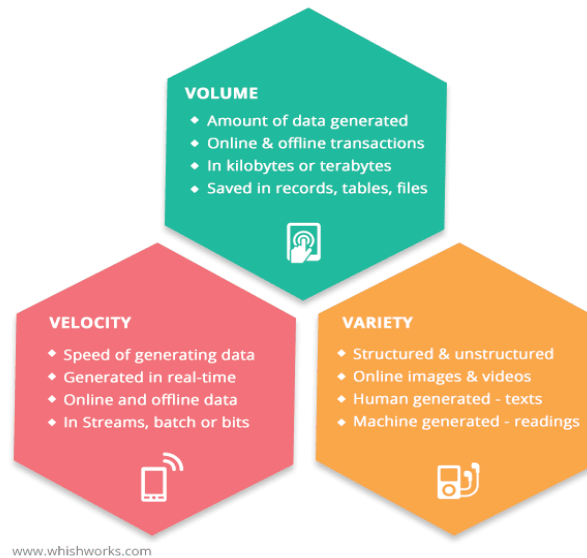 VOLUME
◆ Amount of data generated
◆ Online & offline transactions
◆ In kilobytes or terabytes
◆ Saved in records, tables, files
VELOCITY
◆ Speed of generating data
◆ Generated in real-time
◆ Online and offline data
◆ In Streams, batch or bits
VARIETY
◆ Structured & unstructured
◆ Online images & videos
◆ Human generated - texts
◆ Machine generated - readings
www.whishworks.com